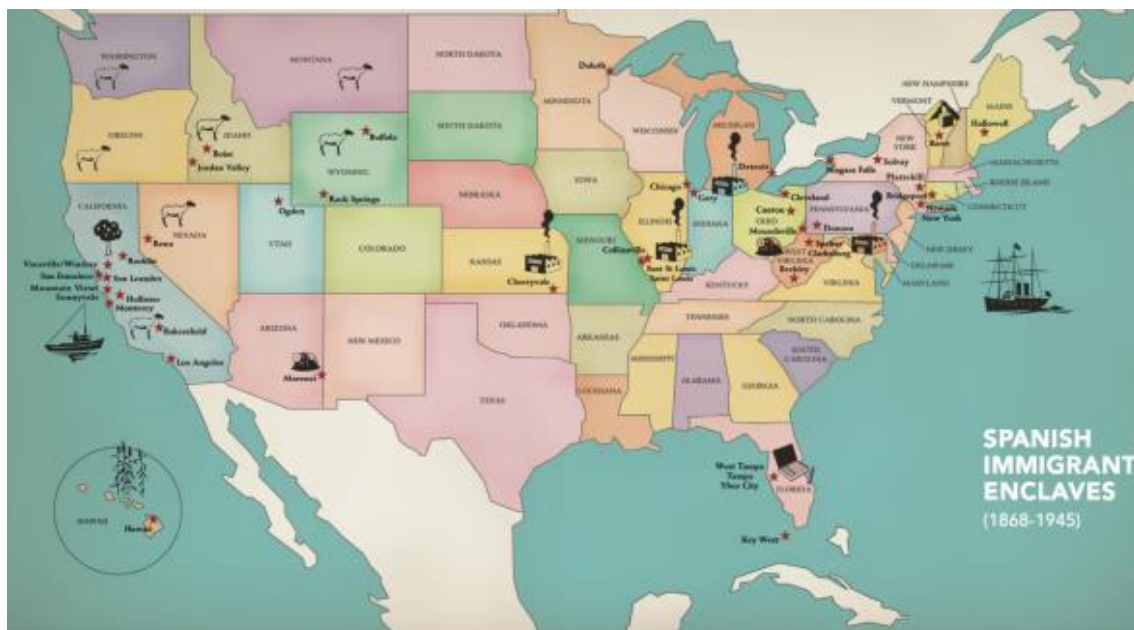 WASHINGTON
MONTANA
NORTH DAKOTA
Duluth
MINNESOTA
OREGON
IDAHO
Boise
Jordan Valley
Buffalo
WYOMING
Rock Springs
SOUTH DAKOTA
WISCONSIN
MICHIGAN
Detroit
NEW HAMPSHIRE
VERMONT
MAINE
Hallowell
Barre
NEW
YORK
Niagara Falls
Solvay
MASSACHUSETTS
RHODE ISLAND
CONNECTICUT
Bridgeport
Newark
New York
CALIFORNIA
NEVADA
Ogden
UTAH
COLORADO
NEBRASKA
IOWA
Chicago
Gary
ILLINOIS
INDIANA
Cleveland
Canton
OHIO
Moundsville
PENNSYLVANIA
Donora
Spelter
Clarksburg
WEST
VIRGINIA
Beckley
VIRGINIA
NEW JERSEY
DELAWARE
MARYLAND
Rocklin
San Francisco
San Leandro
Mountain View/
Sunnyvale
Hollister
Monterey
Bakersfield
Los Angeles
KANSAS
Cherryvale
MISSOURI
Collinsville
East St Louis
Saint Louis
KENTUCKY
TENNESSEE
NORTH CAROLINA
SOUTH
CAROLINA
ARIZONA
NEW MEXICO
OKLAHOMA
ARKANSAS
MISSISSIPPI
ALABAMA
GEORGIA
TEXAS
LOUISIANA
West Tampa
Tampa
Ybor City
FLORIDA
Key West
HAWAII
Hawaii
SPANISH
IMMIGRANT
ENCLAVES
(1868-1945)